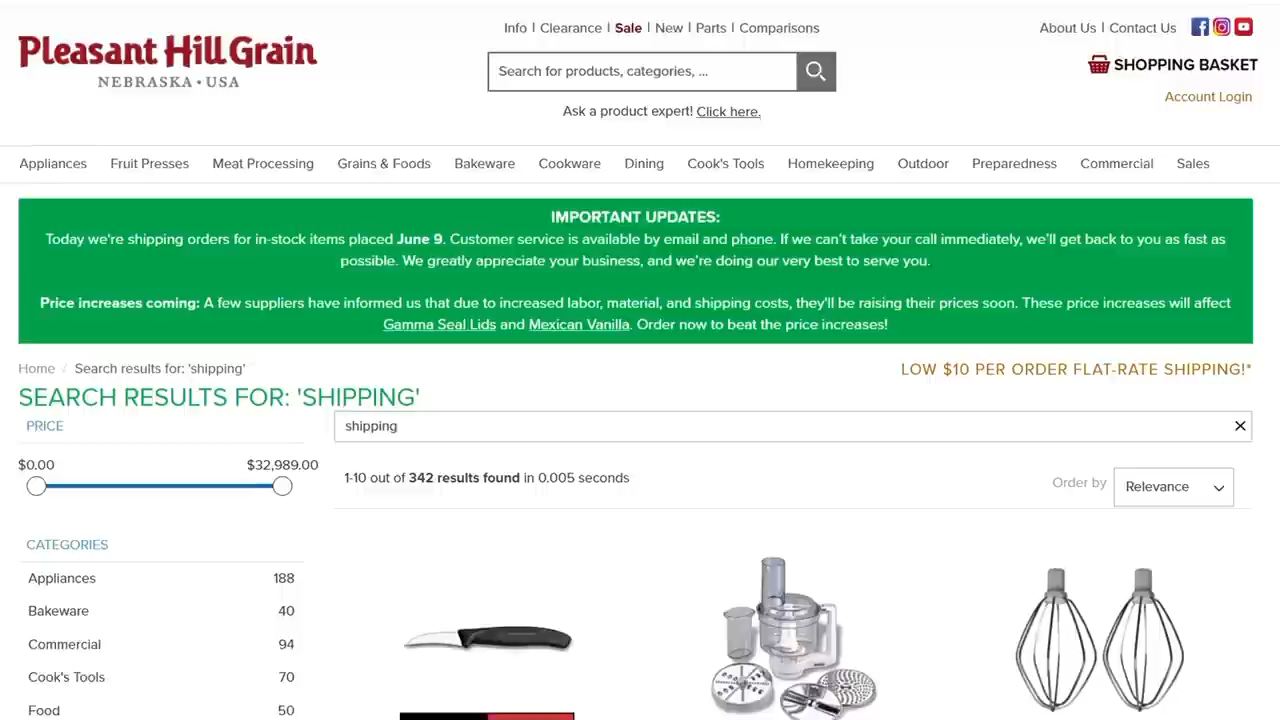 Pleasant Hill Grain
NEBRASKA • USA
Info | Clearance | Sale | New | Parts | Comparisons
Search for products, categories, ...
Ask a product expert! Click here.
About Us | Contact Us
SHOPPING BASKET
Account Login
Appliances Fruit Presses Meat Processing Grains & Foods Bakeware Cookware Dining Cook's Tools Homekeeping Outdoor Preparedness Commercial Sales
IMPORTANT UPDATES:
Today we're shipping orders for in-stock items placed June 9. Customer service is available by email and phone. If we can't take your call immediately, we'll get back to you as fast as
possible. We greatly appreciate your business, and we're doing our very best to serve you.
Price increases coming: A few suppliers have informed us that due to increased labor, material, and shipping costs, they'll be raising their prices soon. These price increases will affect
Gamma Seal Lids and Mexican Vanilla. Order now to beat the price increases!
Home / Search results for: 'shipping'
LOW $10 PER ORDER FLAT-RATE SHIPPING!*
SEARCH RESULTS FOR: 'SHIPPING'
PRICE
shipping
$0.00 $32,989.00
1-10 out of 342 results found in 0.005 seconds
Order by Relevance
CATEGORIES
Appliances 188
Bakeware 40
Commercial 94
Cook's Tools 70
Food 50